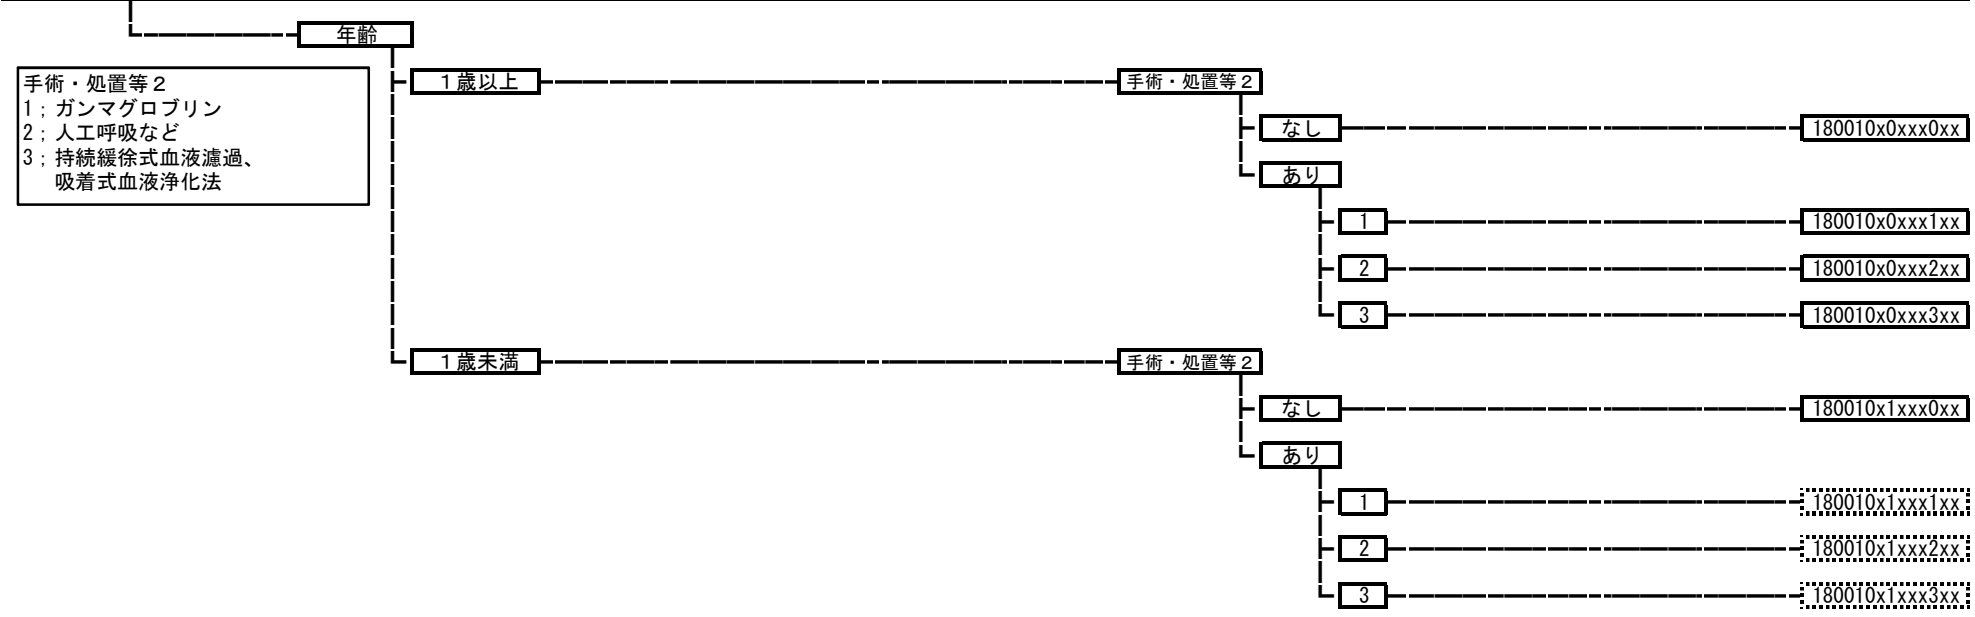 年齢
手術・処置等２
1；ガンマグロブリン
2；人工呼吸など
3；持続緩徐式血液濾過、
吸着式血液浄化法
１歳以上
手術・処置等２
なし
180010x0xxx0xx
あり
1
180010x0xxx1xx
2
180010x0xxx2xx
3
180010x0xxx3xx
１歳未満
手術・処置等２
なし
180010x1xxx0xx
あり
1
180010x1xxx1xx
2
180010x1xxx2xx
3
180010x1xxx3xx